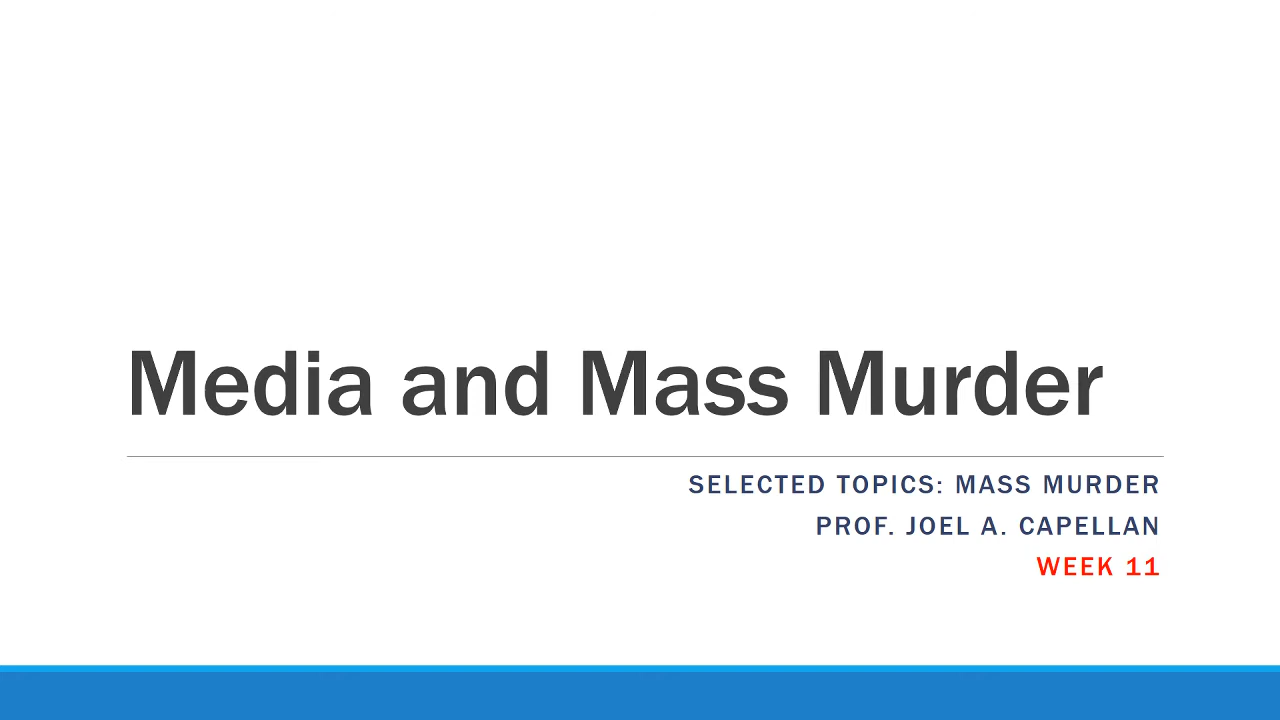 Media and Mass Murder
SELECTED TOPICS: MASS MURDER
PROF. JOEL A. CAPELLAN
WEEK 11